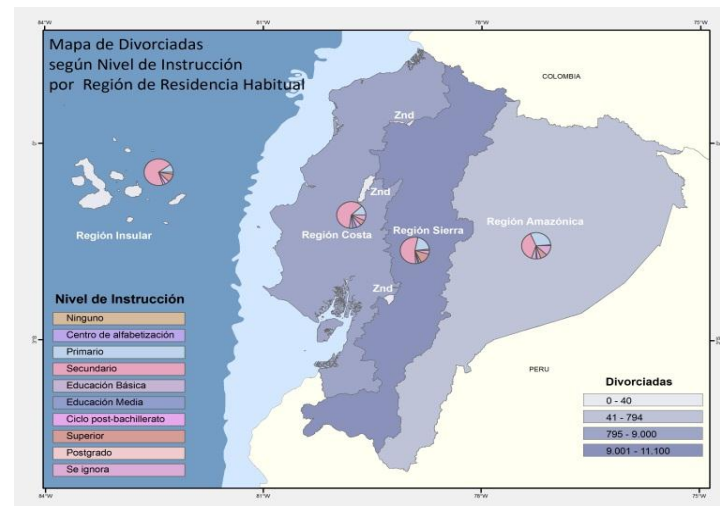 84°W
81°W
78°W
75°W
Mapa de Divorciadas
según Nivel de Instrucción
por Región de Residencia Habitual
COLOMBIA
Znd
Znd
Región Insular
Región Costa
Región Sierra
Región Amazónica
Znd
PERU
Nivel de Instrucción
Ninguno
Centro de alfabetización
Primario
Secundario
Educación Básica
Educación Media
Ciclo post-bachillerato
Superior
Postgrado
Se ignora
Divorciadas
0 - 40
41 - 794
795 - 9.000
9.001 - 11.100
84°W
81°W
78°W
75°W